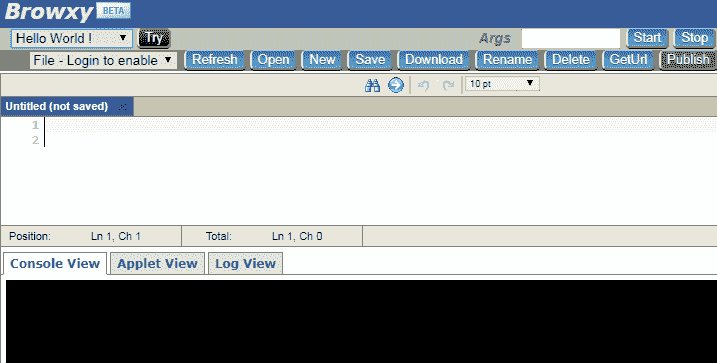 Browxy BETA
Hello World ! Try Args Start Stop
File - Login to enable Refresh Open New Save Download Rename Delete GetUrl Publish
10 pt
Untitled (not saved)
1
2
Position: Ln 1, Ch 1 Total: Ln 1, Ch 0
Console View Applet View Log View